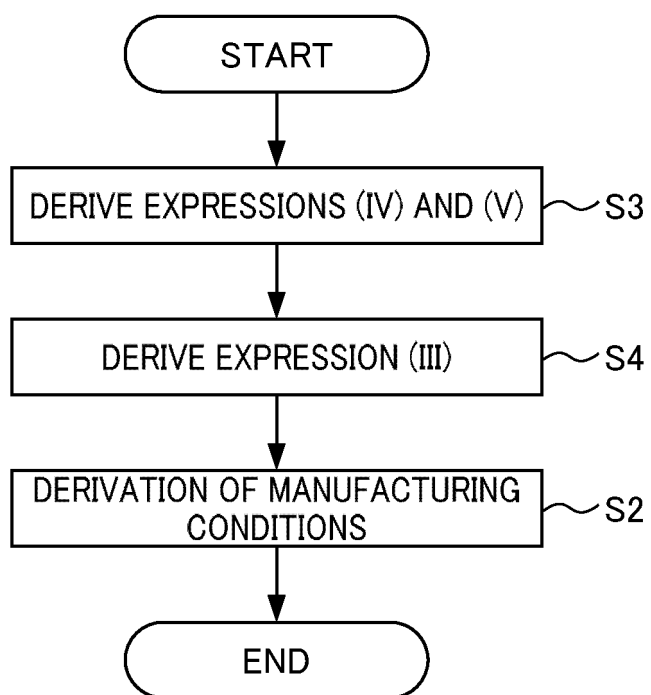 START
DERIVE EXPRESSIONS (IV) AND (V)
S3
DERIVE EXPRESSION (III)
S4
DERIVATION OF MANUFACTURING
CONDITIONS
S2
END